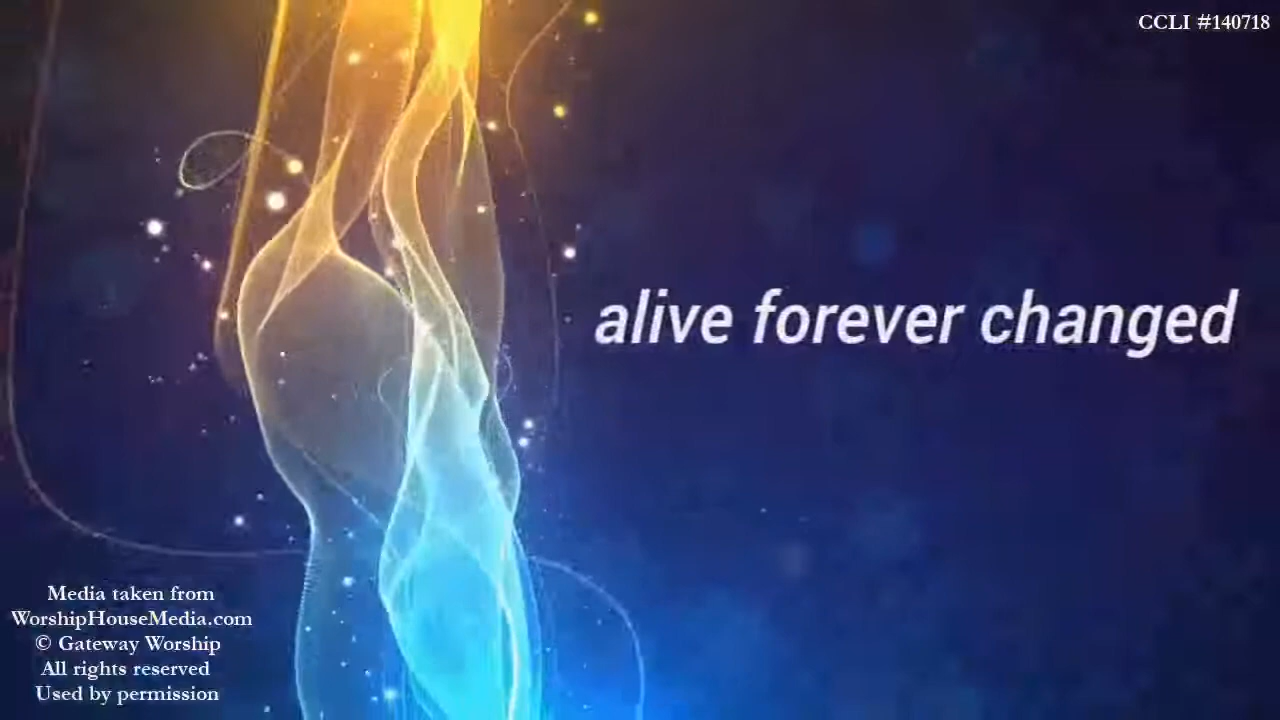 CCLI #140718
alive forever changed
Media taken from
WorshipHouseMedia.com
© Gateway Worship
All rights reserved
Used by permission